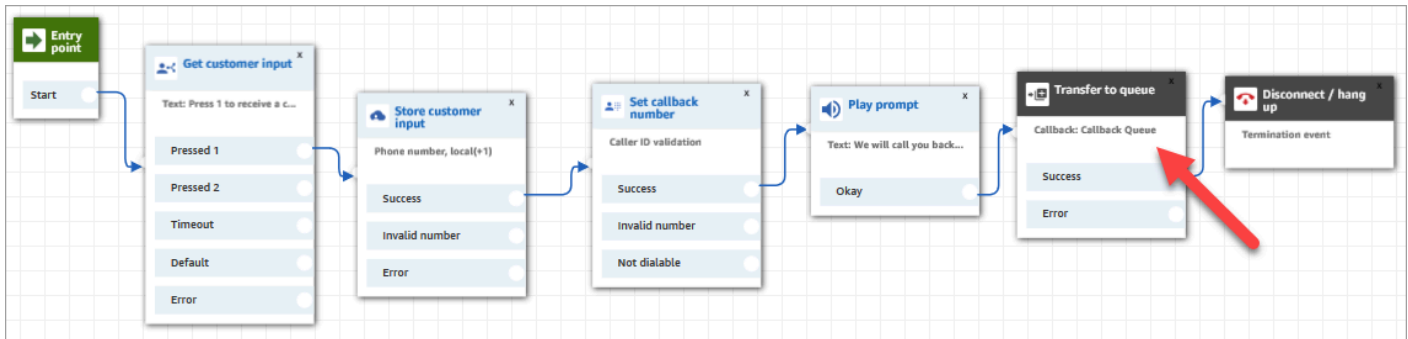 Entry
point
Start
x
Get customer input
Text: Press 1 to receive a c...
Pressed 1
Pressed 2
Timeout
Default
Error
x
Store customer
input
Phone number, local(+1)
Success
Invalid number
Error
x
Set callback
number
Caller ID validation
Success
Invalid number
Not dialable
x
Play prompt
Text: We will call you back...
Okay
x
Transfer to queue
Callback: Callback Queue
Success
Error
x
Disconnect / hang
up
Termination event